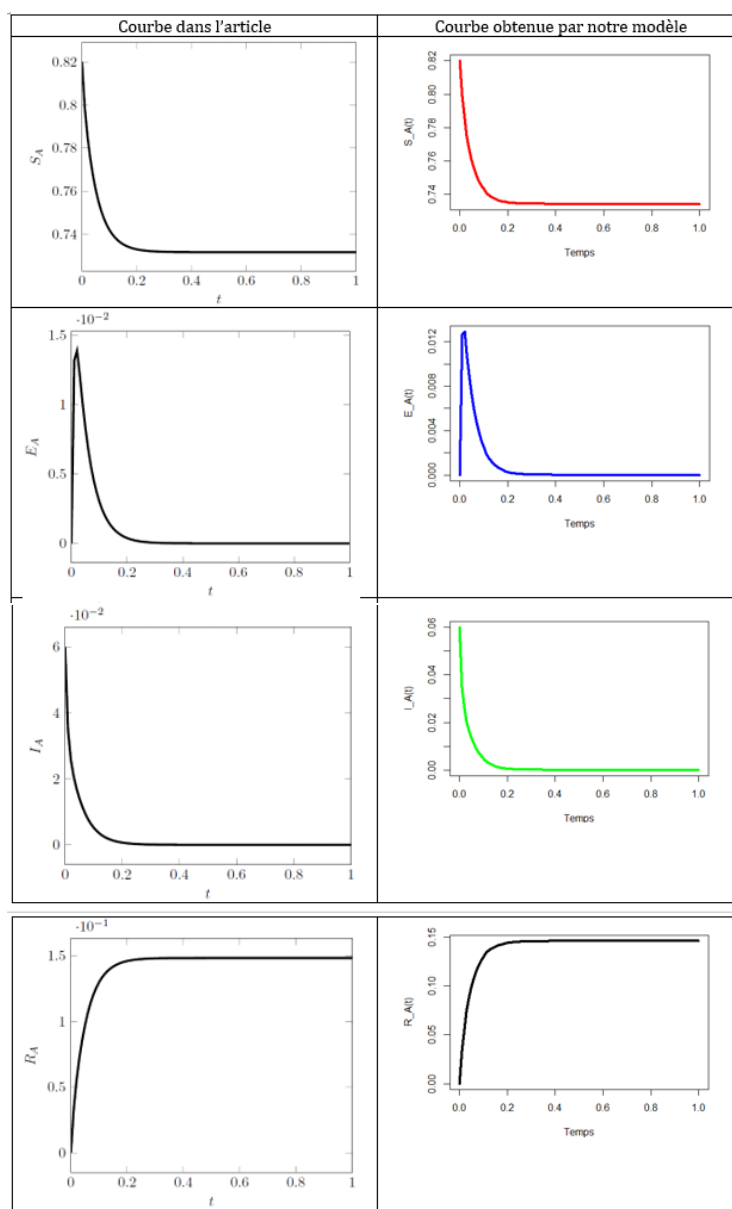 Courbe dans l'article
Courbe obtenue par notre modèle
0.82
0.8
0.78
0.76
0.74
S_A
0 0.2 0.4 0.6 0.8 1
t
0.82
0.80
0.78
0.76
0.74
S_A(t)
0.0 0.2 0.4 0.6 0.8 1.0
Temps
·10−2
1.5
1
0.5
0
E_A
0 0.2 0.4 0.6 0.8 1
t
0.012
0.008
0.004
0.000
E_A(t)
0.0 0.2 0.4 0.6 0.8 1.0
Temps
·10−2
6
4
2
0
I_A
0 0.2 0.4 0.6 0.8 1
t
0.06
0.04
0.02
0.00
I_A(t)
0.0 0.2 0.4 0.6 0.8 1.0
Temps
·10−1
1.5
1
0.5
0
R_A
0 0.2 0.4 0.6 0.8 1
t
0.15
0.10
0.05
0.00
R_A(t)
0.0 0.2 0.4 0.6 0.8 1.0
Temps